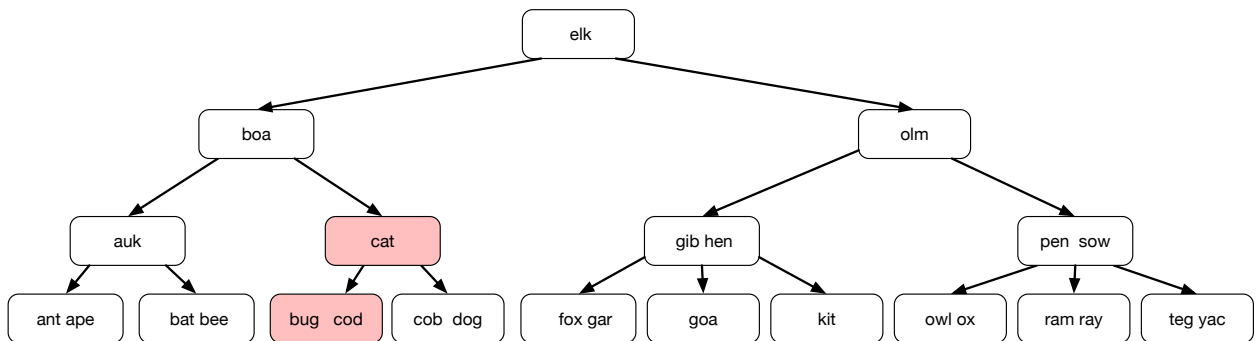 elk
boa
olm
auk
cat
gib hen
pen sow
ant ape
bat bee
bug cod
cob dog
fox gar
goa
kit
owl ox
ram ray
teg yac